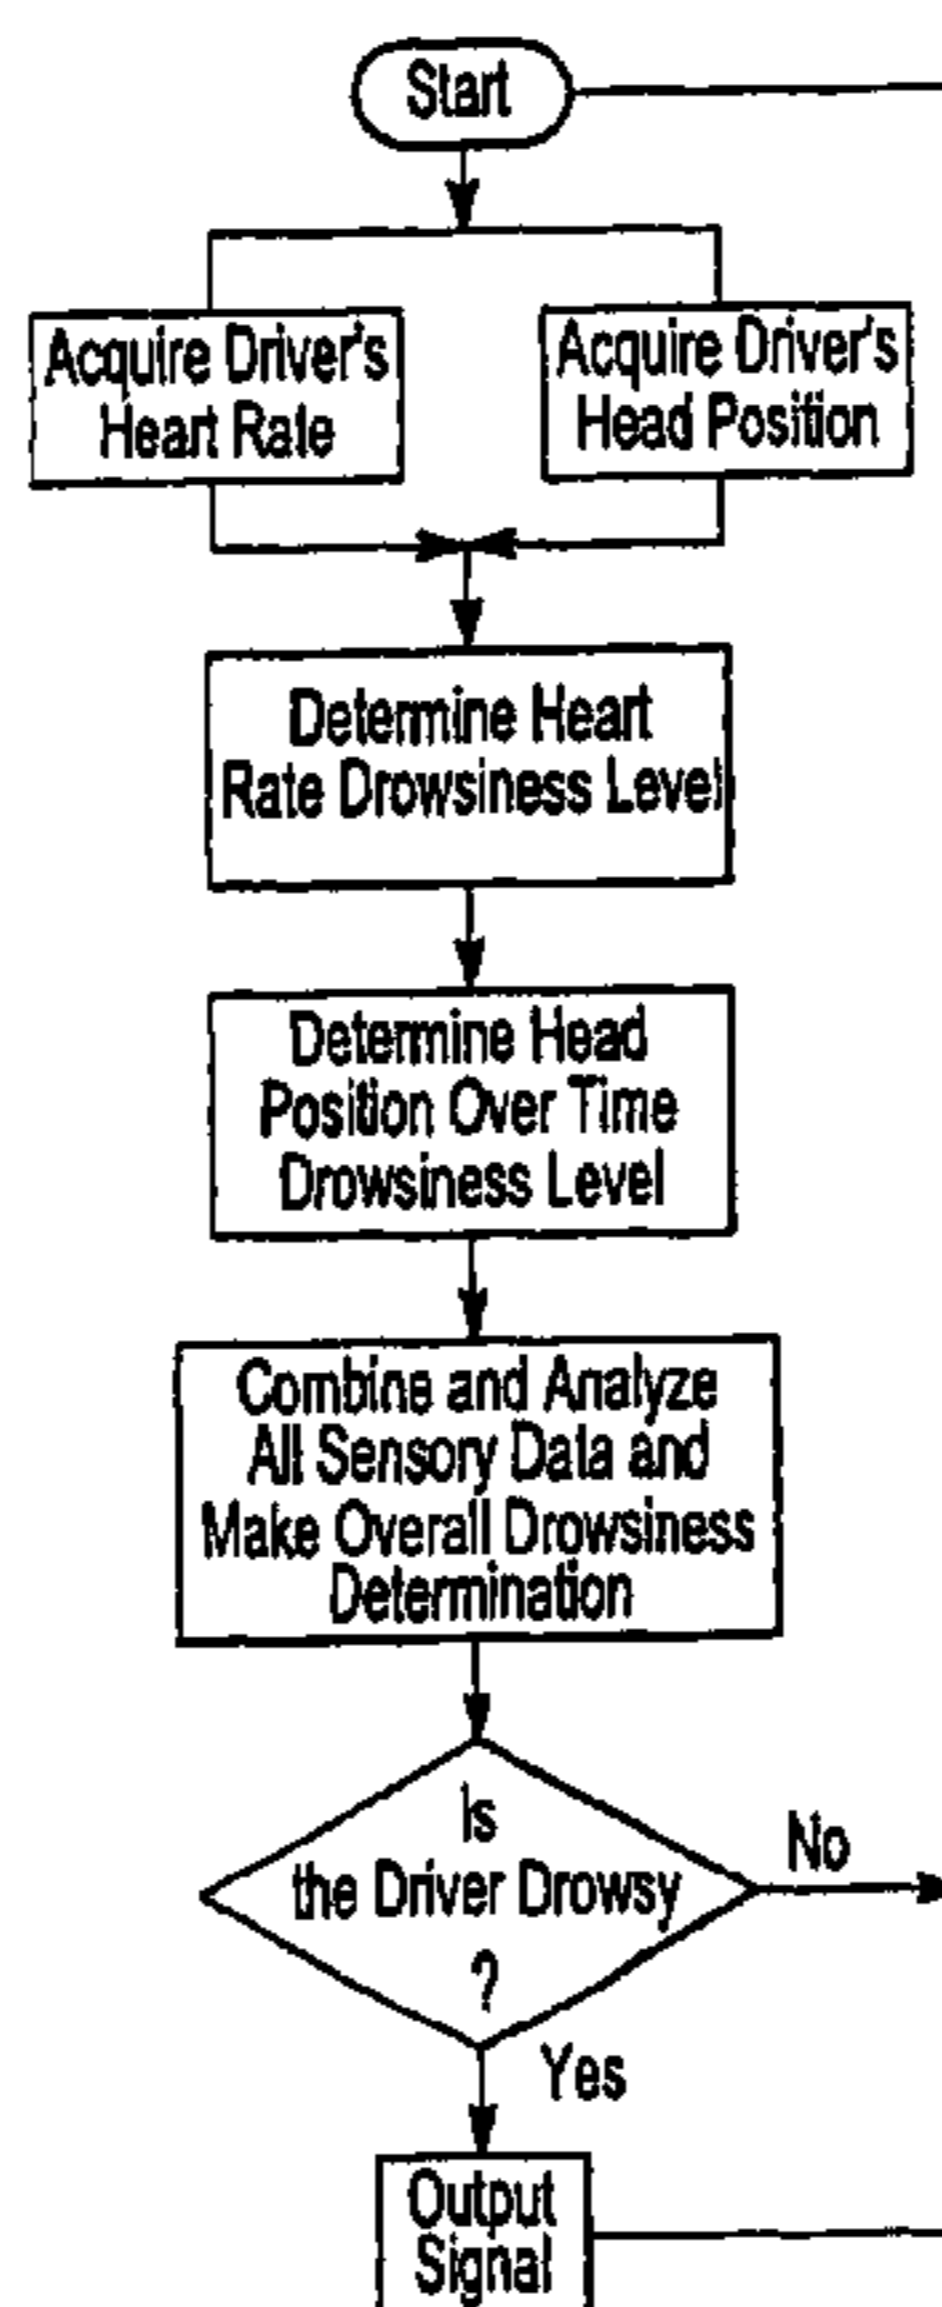 Start
Acquire Driver's
Heart Rate
Acquire Driver's
Head Position
Determine Heart
Rate Drowsiness Level
Determine Head
Position Over Time
Drowsiness Level
Combine and Analyze
All Sensory Data and
Make Overall Drowsiness
Determination
Is
the Driver Drowsy
?
No
Yes
Output
Signal